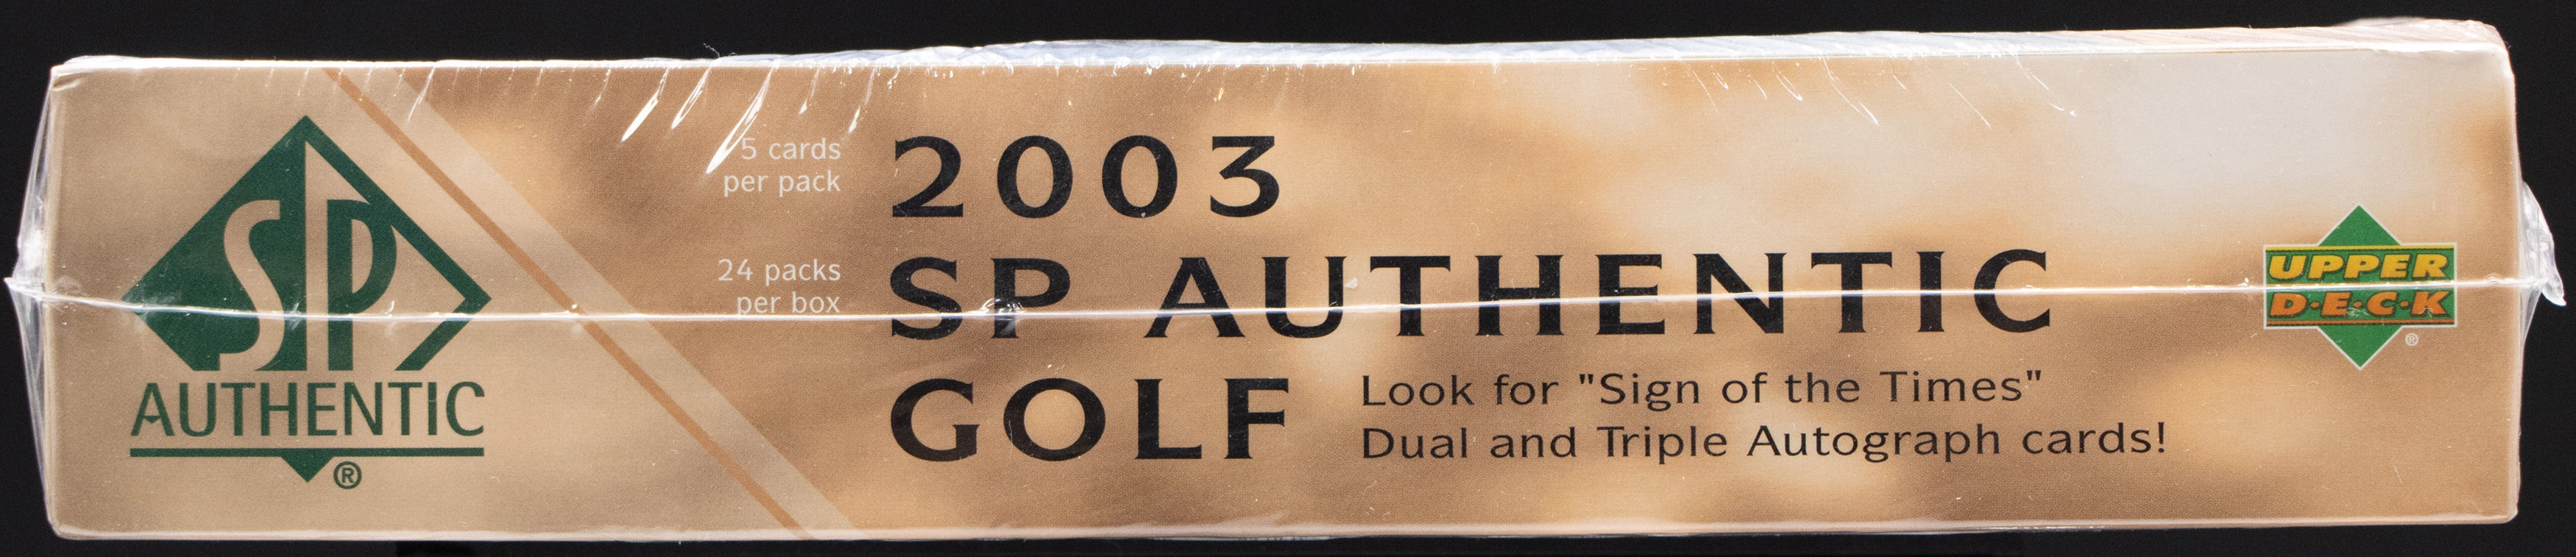 SP
AUTHENTIC
®
5 cards
per pack
24 packs
per box
2003
SP AUTHENTIC
GOLF
Look for "Sign of the Times"
Dual and Triple Autograph cards!
UPPER
D·E·C·K
®